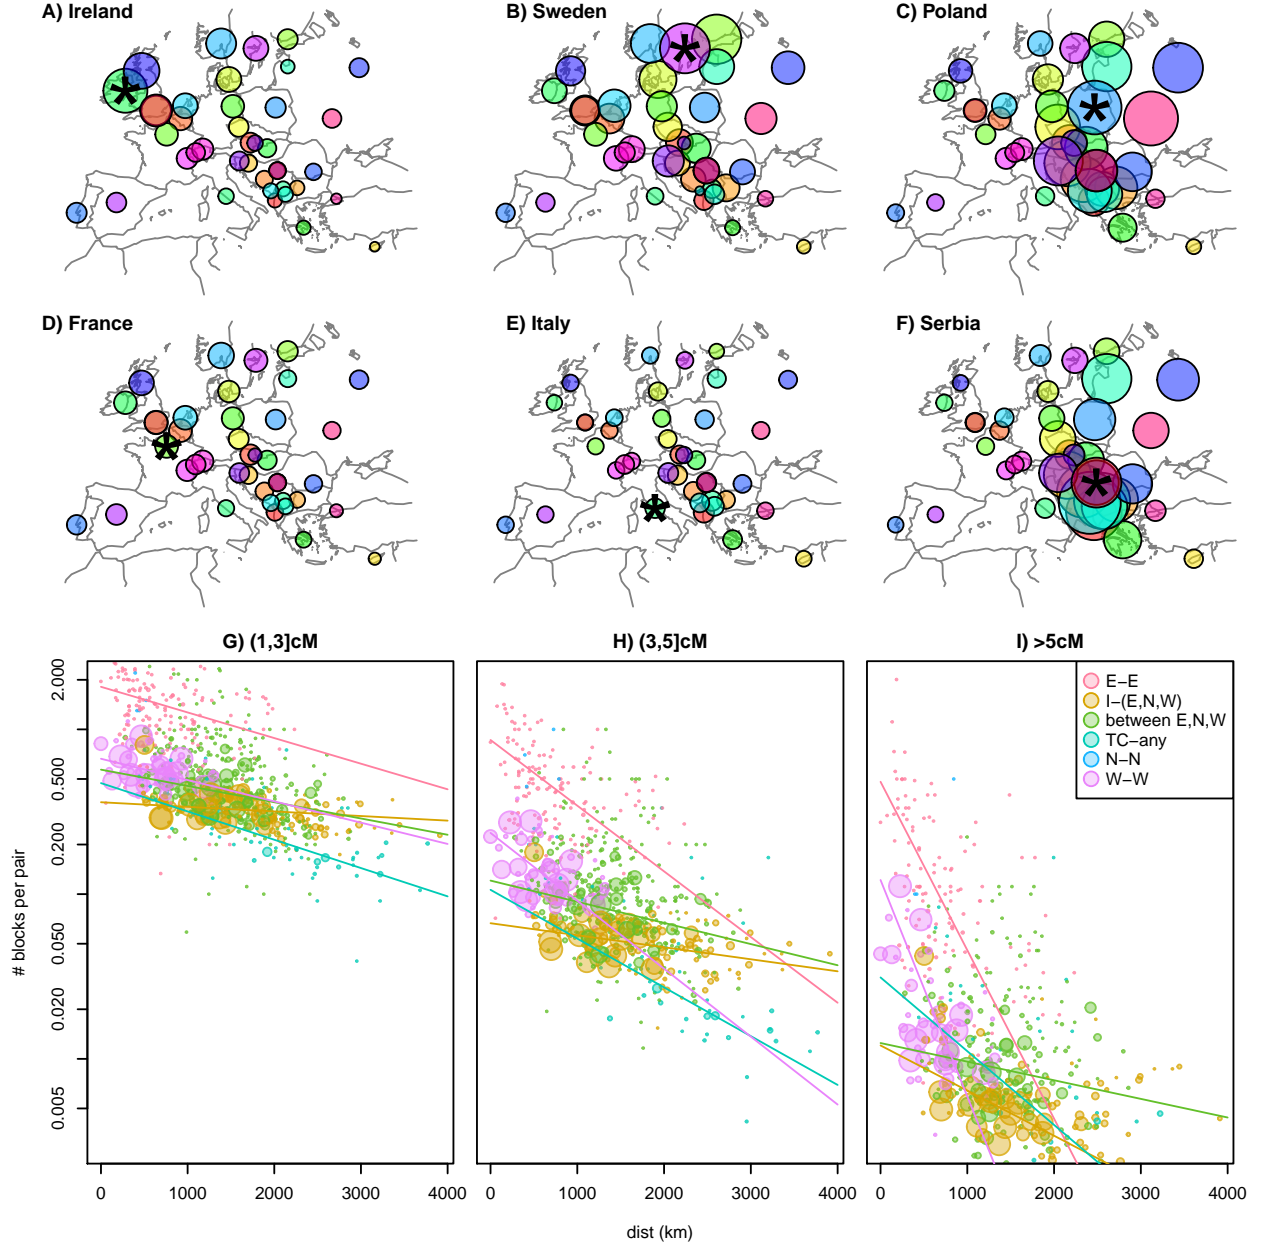 A) Ireland
B) Sweden
C) Poland
D) France
E) Italy
F) Serbia
G) (1,3]cM
H) (3,5]cM
I) >5cM
# blocks per pair
2.000
0.500
0.200
0.050
0.020
0.005
E−E
I−(E,N,W)
between E,N,W
TC−any
N−N
W−W
0 1000 2000 3000 4000
0 1000 2000 3000 4000
0 1000 2000 3000 4000
dist (km)